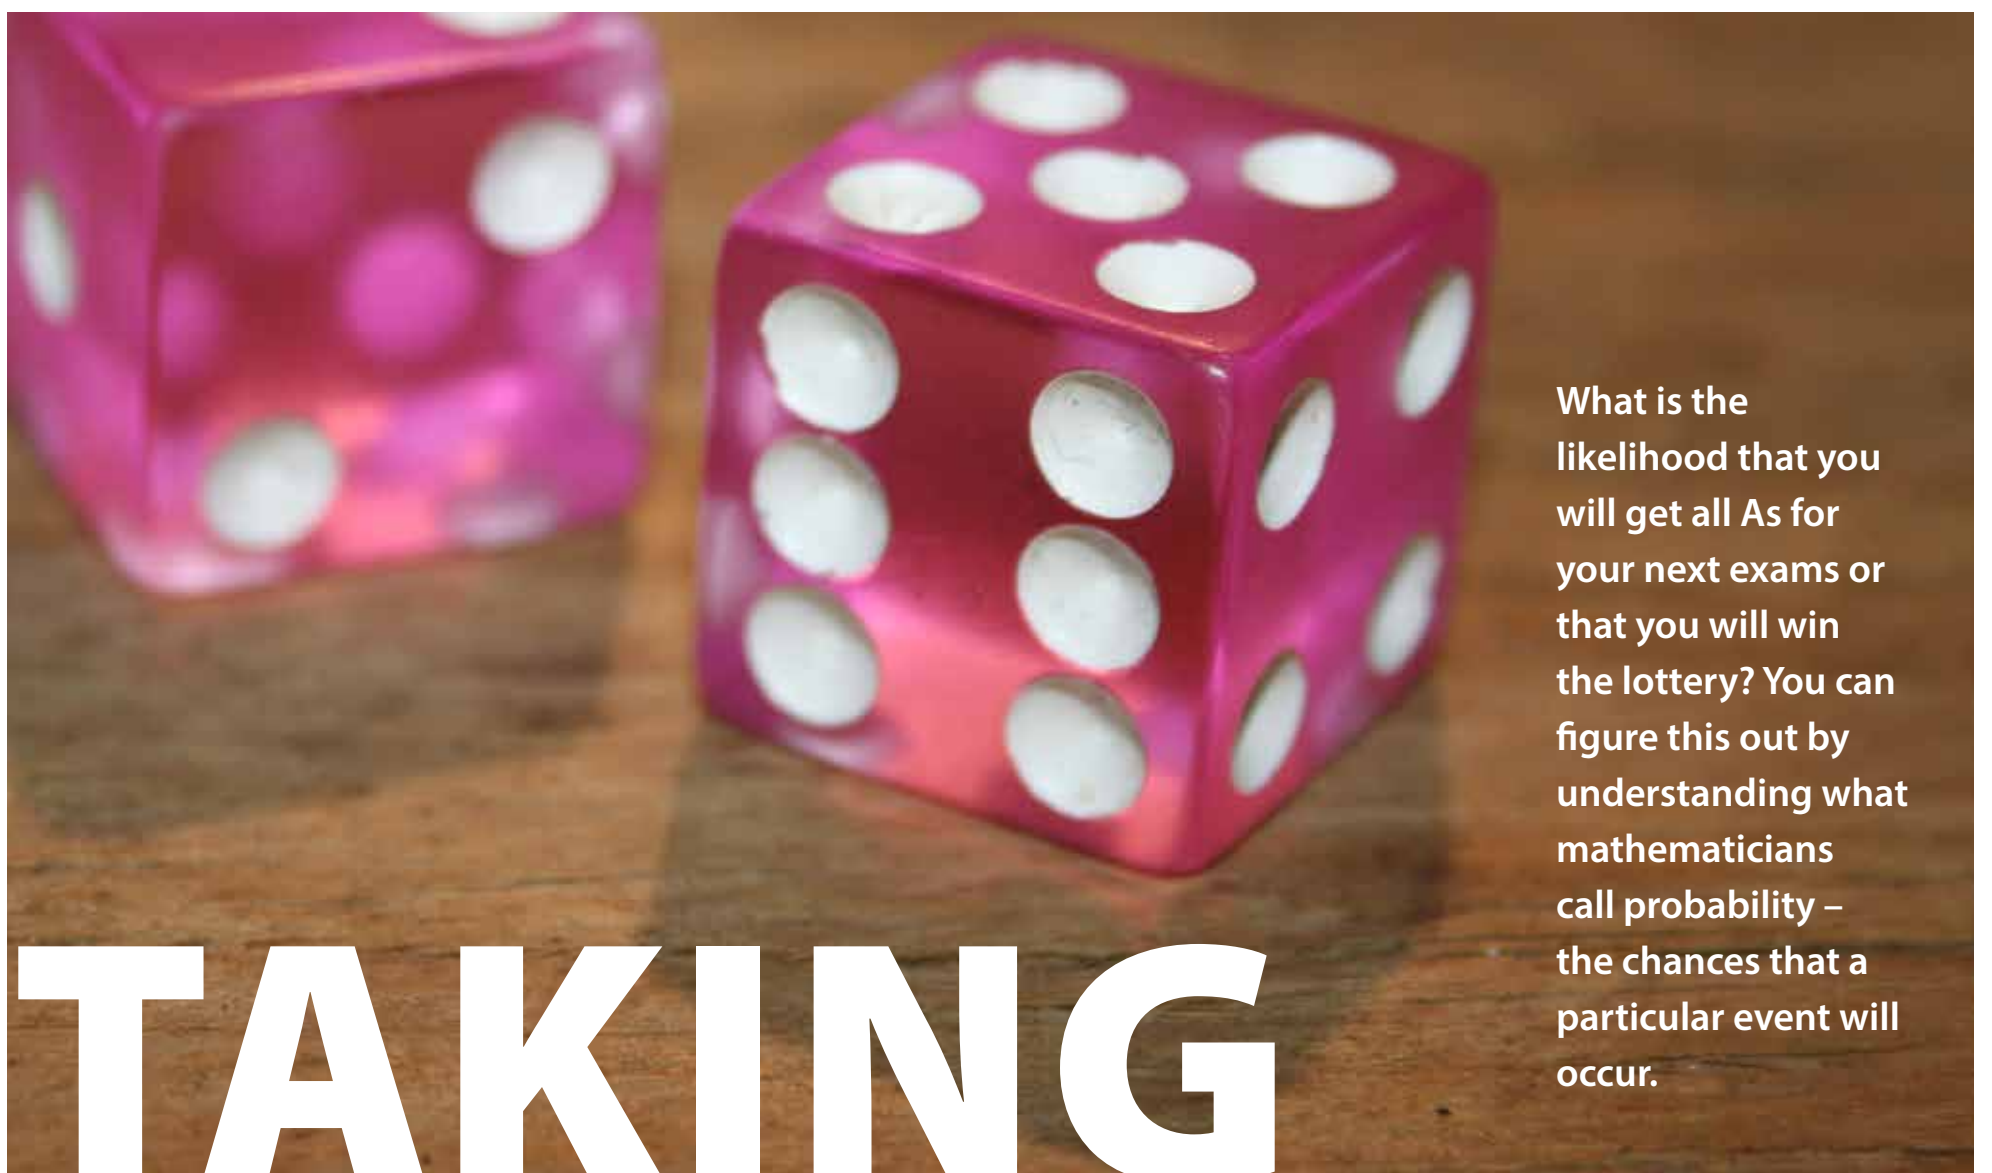 What is the
likelihood that you
will get all As for
your next exams or
that you will win
the lottery? You can
figure this out by
understanding what
mathematicians
call probability –
the chances that a
particular event will
occur.
TAKING